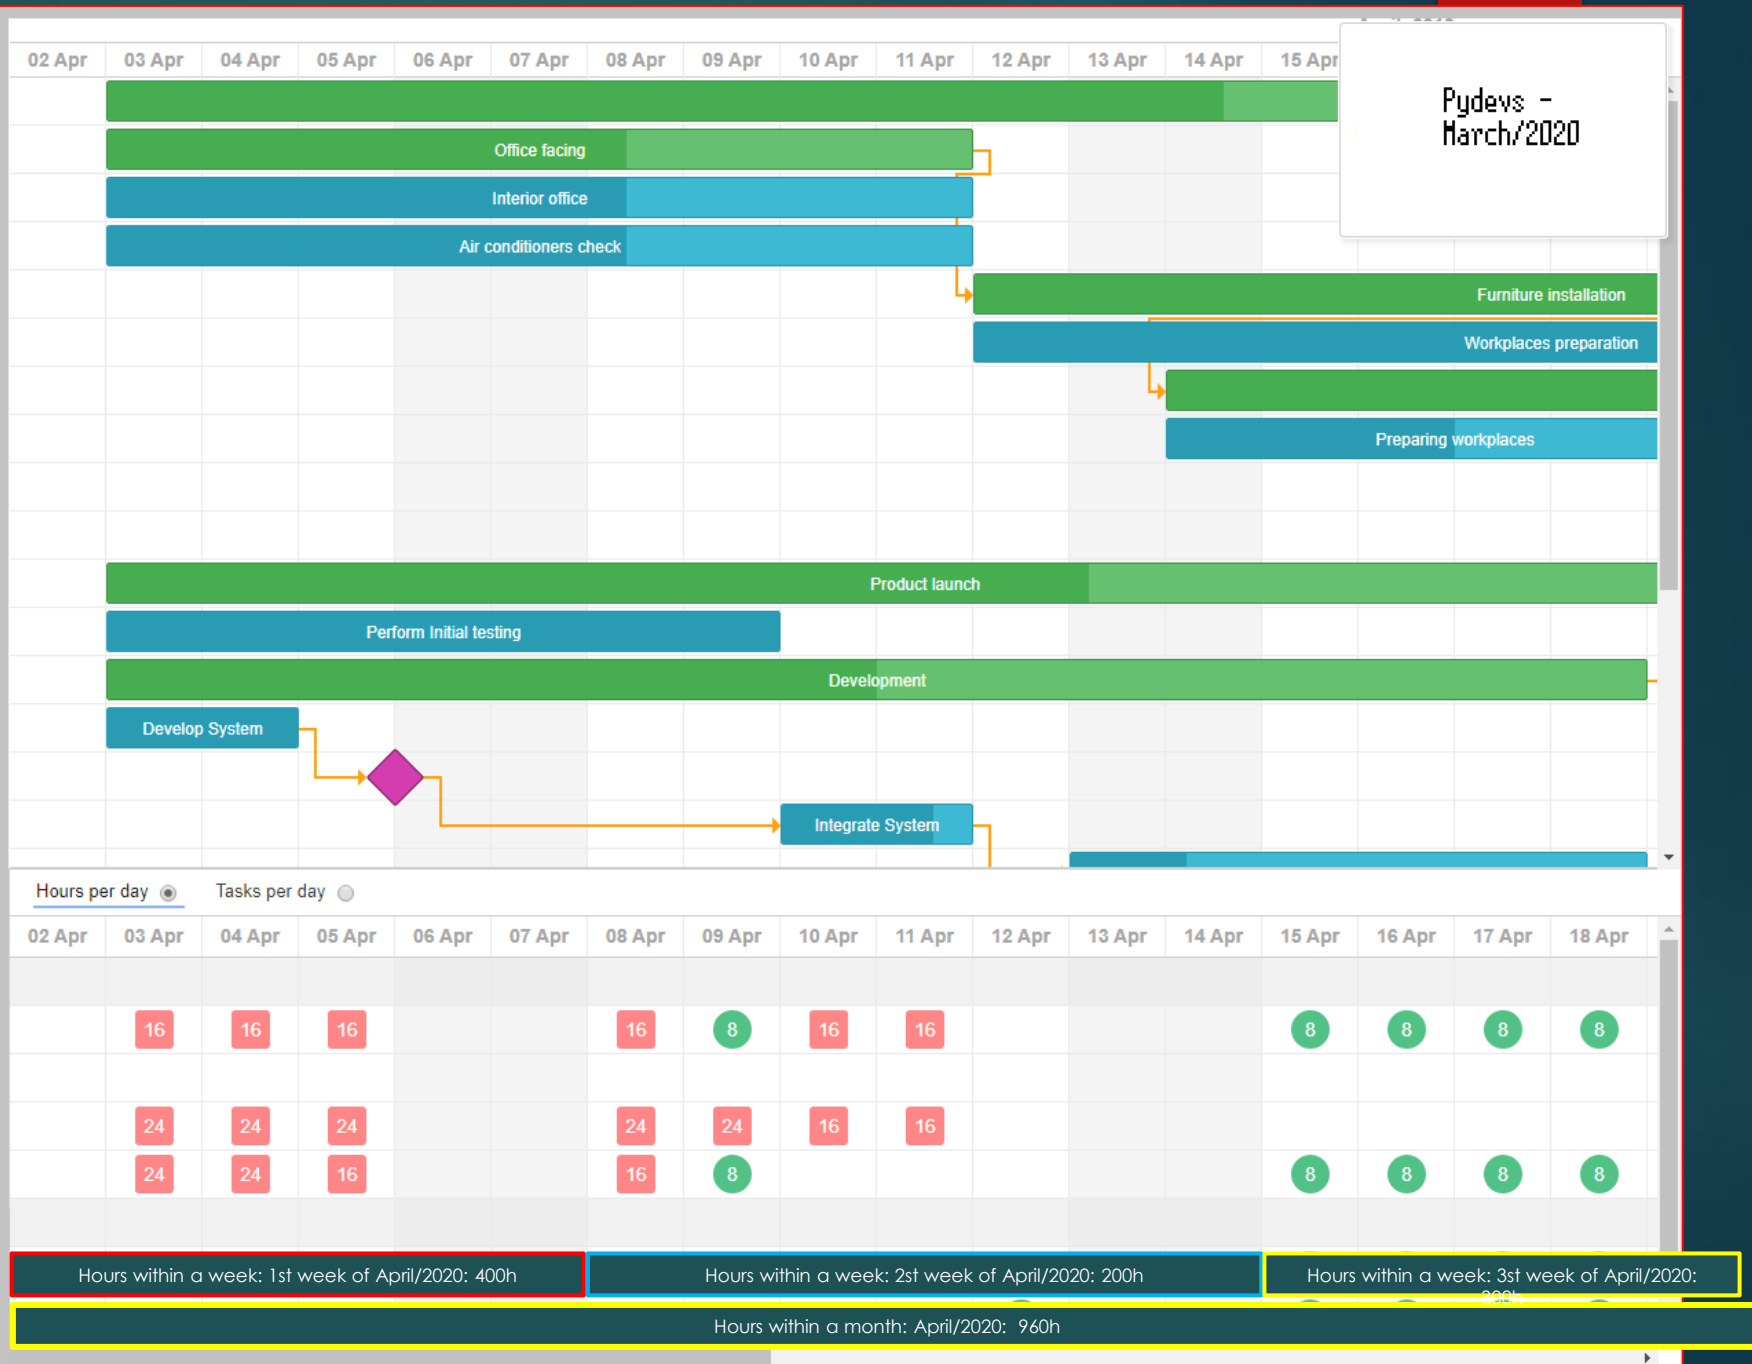 02 Apr 03 Apr 04 Apr 05 Apr 06 Apr 07 Apr 08 Apr 09 Apr 10 Apr 11 Apr 12 Apr 13 Apr 14 Apr 15 Apr
Pydevs -
March/2020
Office facing
Interior office
Air conditioners check
Furniture installation
Workplaces preparation
Preparing workplaces
Product launch
Perform Initial testing
Development
Develop System
Integrate System
Hours per day Tasks per day
02 Apr 03 Apr 04 Apr 05 Apr 06 Apr 07 Apr 08 Apr 09 Apr 10 Apr 11 Apr 12 Apr 13 Apr 14 Apr 15 Apr 16 Apr 17 Apr 18 Apr
16 16 16 16 8 16 16 8 8 8 8
24 24 24 24 24 16 16
24 24 16 16 8 8 8 8 8
Hours within a week: 1st week of April/2020: 400h Hours within a week: 2st week of April/2020: 200h Hours within a week: 3st week of April/2020:
Hours within a month: April/2020: 960h